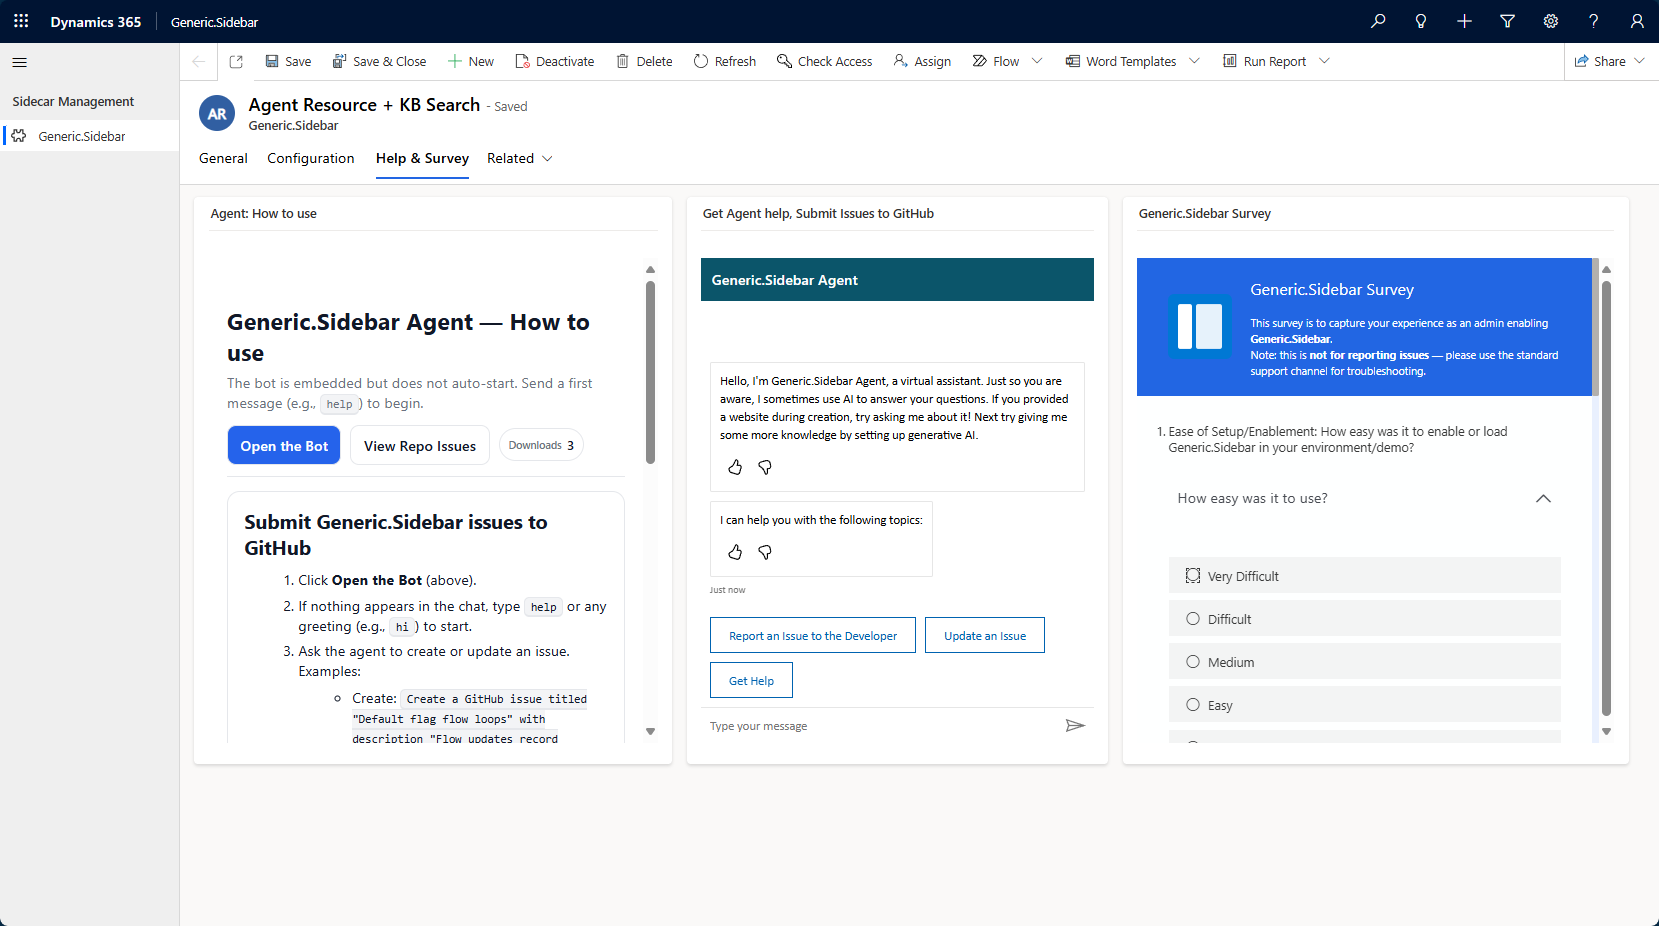 Dynamics 365
Generic.Sidebar
Save
Save & Close
New
Deactivate
Delete
Refresh
Check Access
Assign
Flow
Word Templates
Run Report
Share
Sidecar Management
Generic.Sidebar
AR
Agent Resource + KB Search - Saved
Generic.Sidebar
General
Configuration
Help & Survey
Related
Agent: How to use
Generic.Sidebar Agent — How to
use
The bot is embedded but does not auto-start. Send a first
message (e.g., help ) to begin.
Open the Bot
View Repo Issues
Downloads 3
Submit Generic.Sidebar issues to
GitHub
1. Click Open the Bot (above).
2. If nothing appears in the chat, type help or any
greeting (e.g., hi ) to start.
3. Ask the agent to create or update an issue.
Examples:
Create: Create a GitHub issue titled
"Default flag flow loops" with
description "Flow updates record
Get Agent help, Submit Issues to GitHub
Generic.Sidebar Agent
Hello, I'm Generic.Sidebar Agent, a virtual assistant. Just so you are
aware, I sometimes use AI to answer your questions. If you provided
a website during creation, try asking me about it! Next try giving me
some more knowledge by setting up generative AI.
I can help you with the following topics:
Just now
Report an Issue to the Developer
Update an Issue
Get Help
Type your message
Generic.Sidebar Survey
Generic.Sidebar Survey
This survey is to capture your experience as an admin enabling
Generic.Sidebar.
Note: this is not for reporting issues — please use the standard
support channel for troubleshooting.
1. Ease of Setup/Enablement: How easy was it to enable or load
Generic.Sidebar in your environment/demo?
How easy was it to use?
Very Difficult
Difficult
Medium
Easy